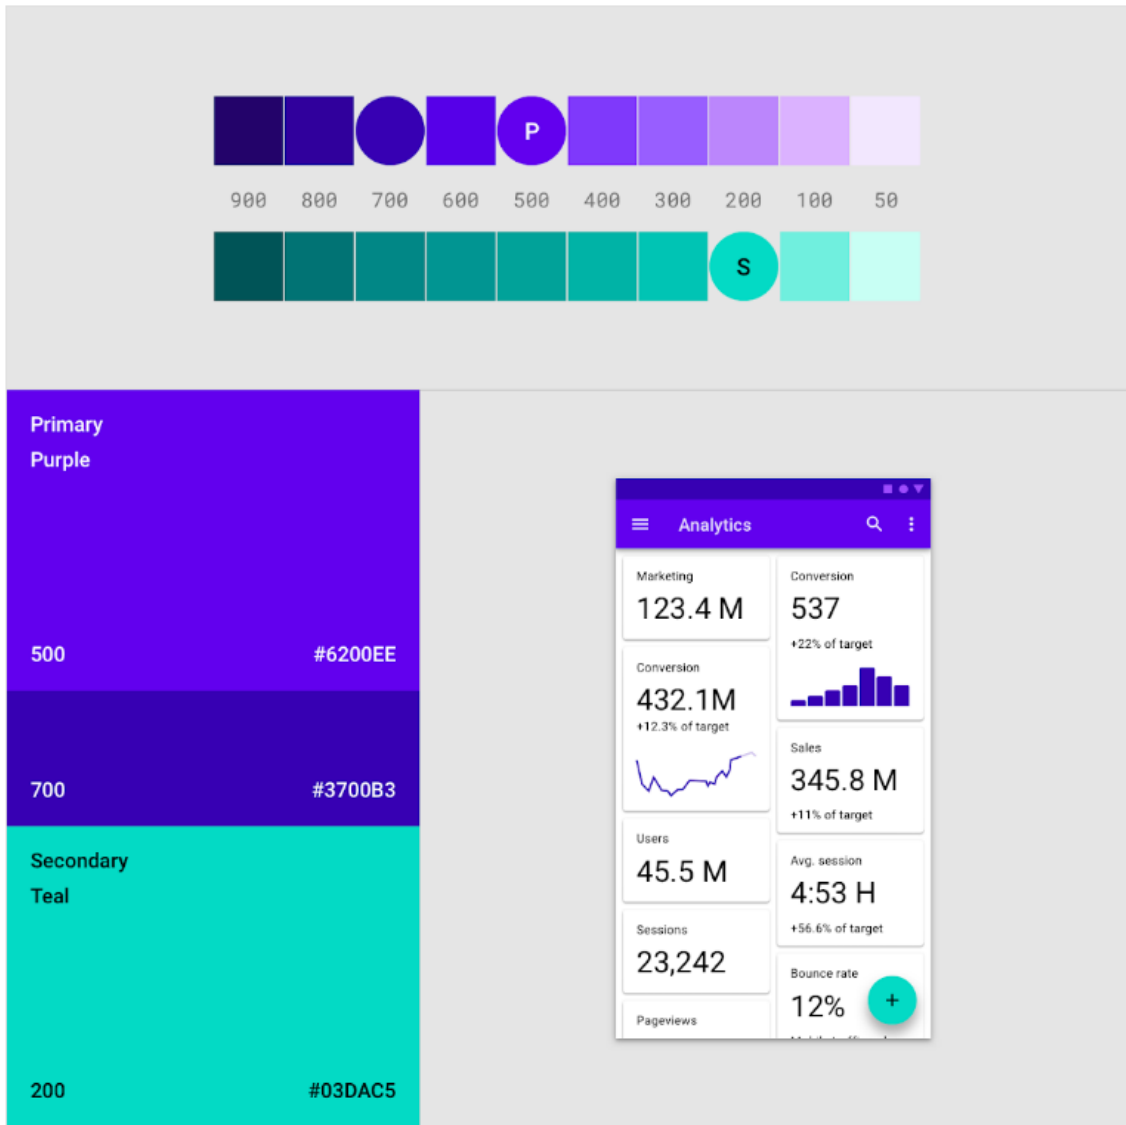 P
900 800 700 600 500 400 300 200 100 50
S
Primary
Purple
500 #6200EE
700 #3700B3
Secondary
Teal
200 #03DAC5
Analytics
Marketing
123.4 M
Conversion
432.1M
+12.3% of target
Users
45.5 M
Sessions
23,242
Pageviews
Conversion
537
+22% of target
Sales
345.8 M
+11% of target
Avg. session
4:53 H
+56.6% of target
Bounce rate
12%
+